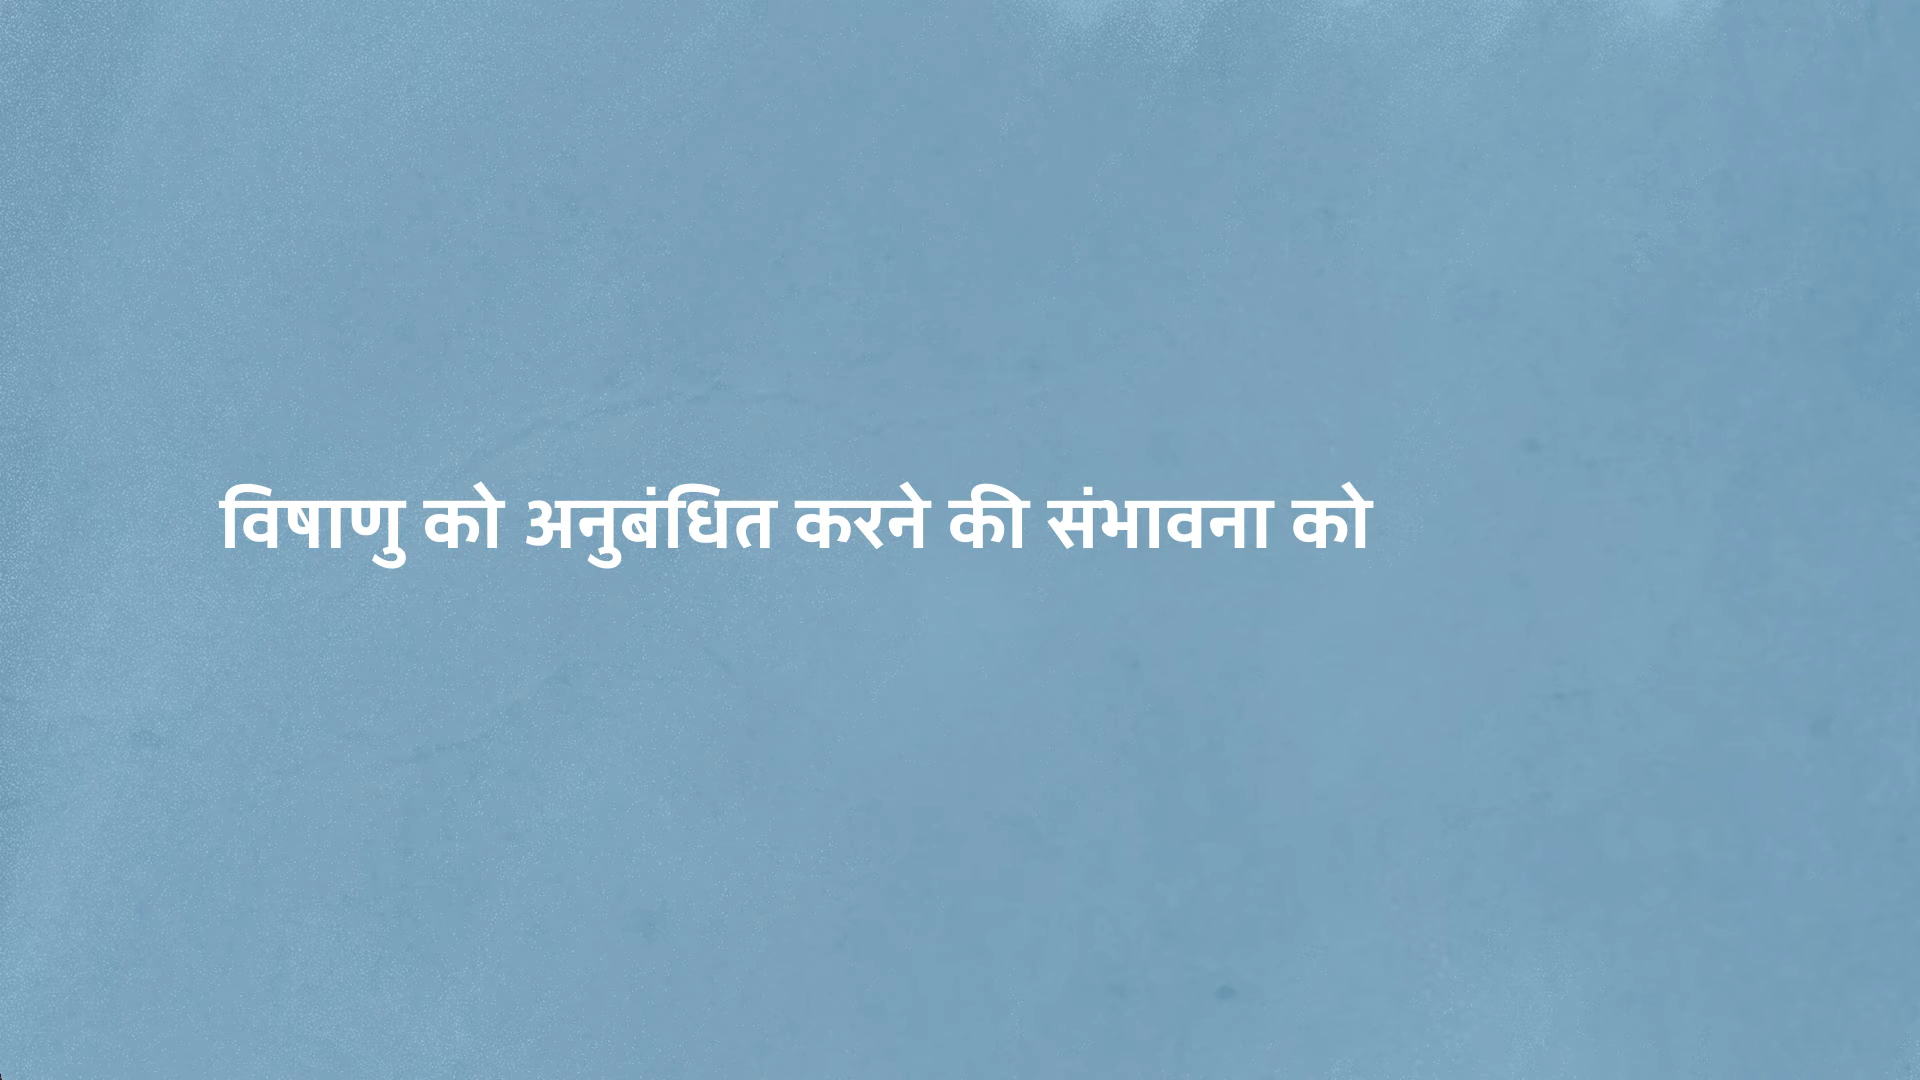 विषाणु को अनुबंधित करने की संभावना को